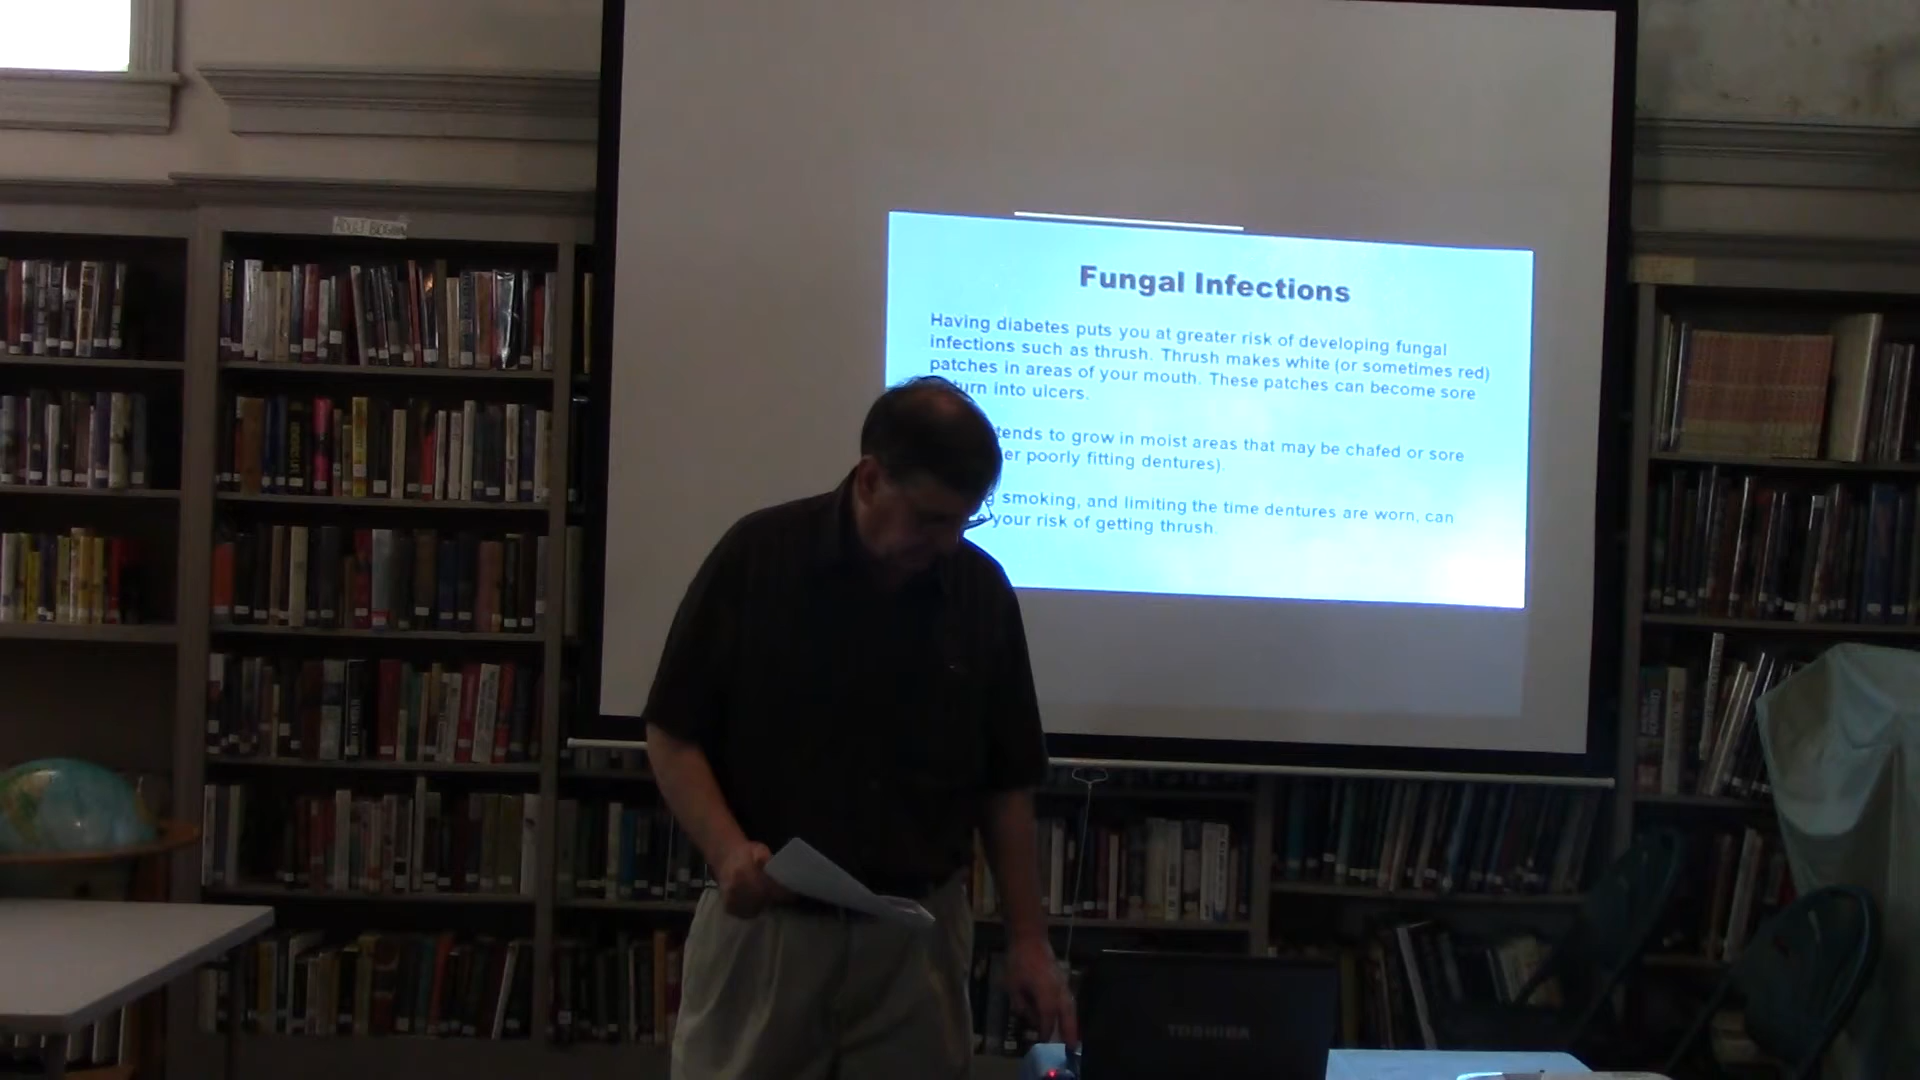 ADULT BIOGRAPHY
Fungal Infections
Having diabetes puts you at greater risk of developing fungal
infections such as thrush. Thrush makes white (or sometimes red)
patches in areas of your mouth. These patches can become sore
turn into ulcers.
tends to grow in moist areas that may be chafed or sore
poorly fitting dentures).
smoking, and limiting the time dentures are worn, can
your risk of getting thrush.
TOSHIBA